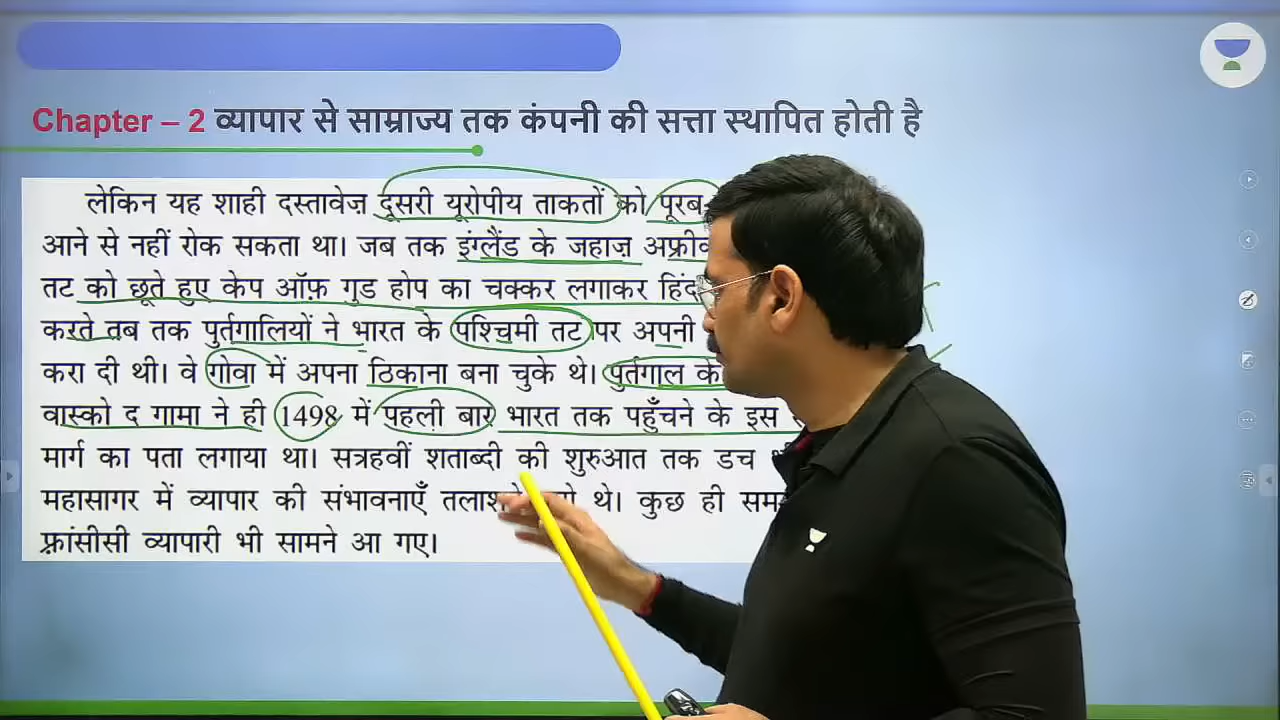 Chapter – 2 व्यापार से साम्राज्य तक कंपनी की सत्ता स्थापित होती है
लेकिन यह शाही दस्तावेज़ दूसरी यूरोपीय ताकतों को पूरब
आने से नहीं रोक सकता था। जब तक इंग्लैंड के जहाज़
तट को छूते हुए केप ऑफ़ गुड होप का चक्कर लगाकर
करते तब तक पुर्तगालियों ने भारत के पश्चिमी तट पर अपनी
करा दी थी। वे गोवा में अपना ठिकाना बना चुके थे। पुर्तगाल के
वास्को द गामा ने ही 1498 में पहली बार भारत तक पहुँचने के इस
मार्ग का पता लगाया था। सत्रहवीं शताब्दी की शुरुआत तक डच
महासागर में व्यापार की संभावनाएँ थे। कुछ ही
फ़्रांसीसी व्यापारी भी सामने आ गए।